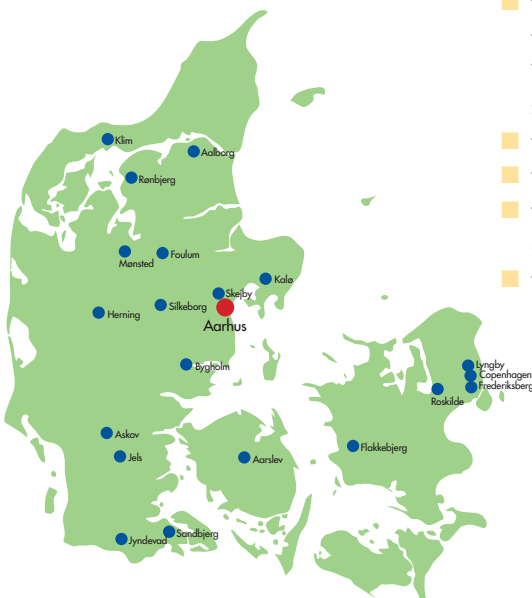 Klim
Aalborg
Rønbjerg
Mønsted
Foulum
Kalø
Skejby
Silkeborg
Herning
Aarhus
Bygholm
Lyngby
Copenhagen
Frederiksberg
Roskilde
Askov
Jels
Aarslev
Flakkebjerg
Sandbjerg
Jyndevad